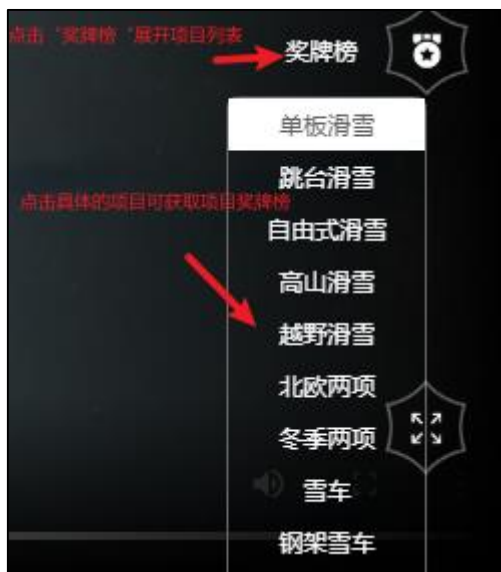 点击“奖牌榜“展开项目列表
奖牌榜
单板滑雪
跳台滑雪
点击具体的项目可获取项目奖牌榜
自由式滑雪
高山滑雪
越野滑雪
北欧两项
冬季两项
雪车
钢架雪车